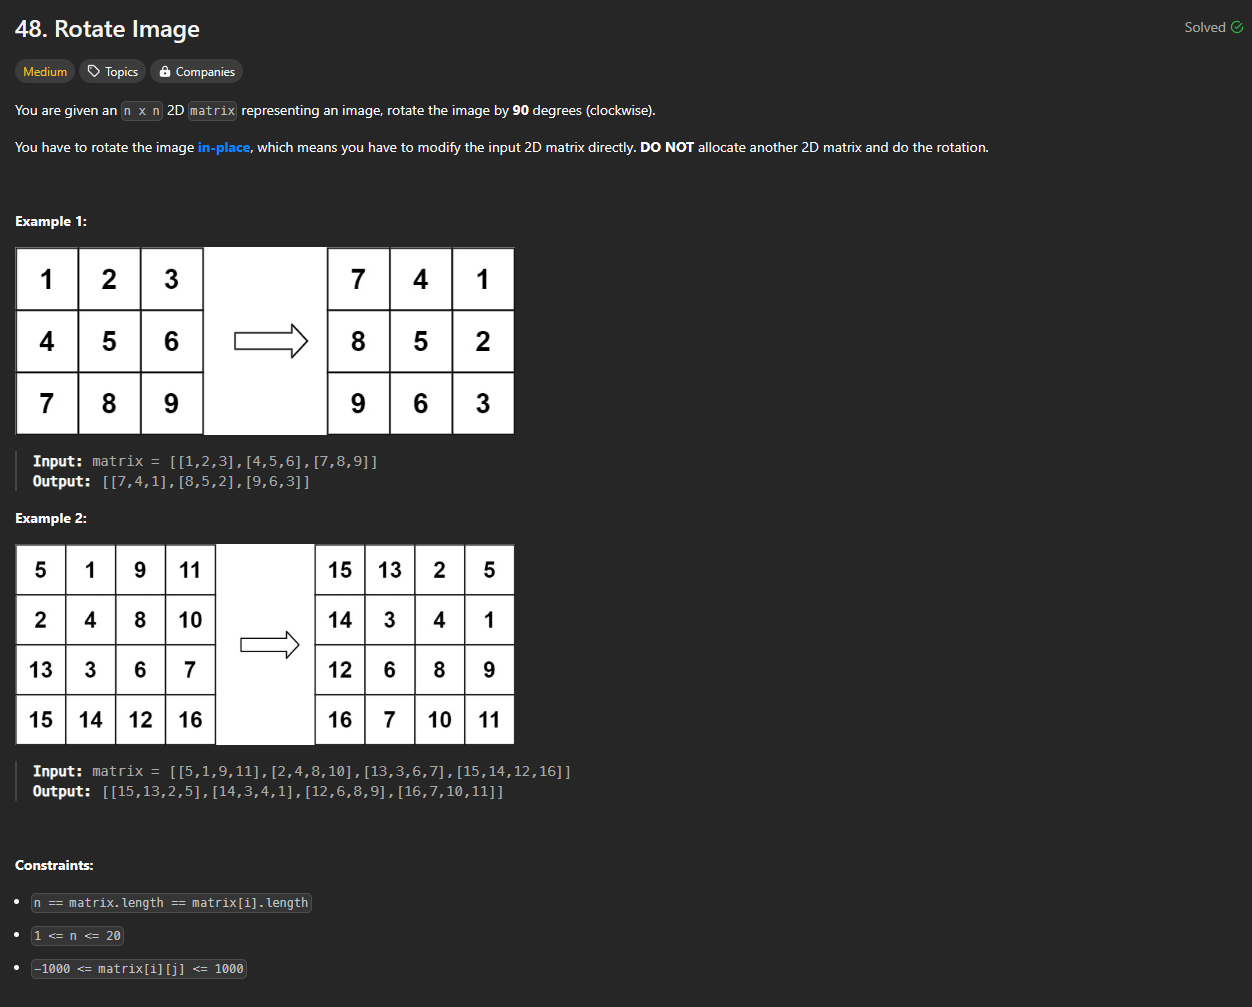 48. Rotate Image
Solved
Medium Topics Companies
You are given an n x n 2D matrix representing an image, rotate the image by 90 degrees (clockwise).
You have to rotate the image in-place, which means you have to modify the input 2D matrix directly. DO NOT allocate another 2D matrix and do the rotation.
Example 1:
1 2 3 7 4 1
4 5 6 8 5 2
7 8 9 9 6 3
Input: matrix = [[1,2,3],[4,5,6],[7,8,9]]
Output: [[7,4,1],[8,5,2],[9,6,3]]
Example 2:
5 1 9 11 15 13 2 5
2 4 8 10 14 3 4 1
13 3 6 7 12 6 8 9
15 14 12 16 16 7 10 11
Input: matrix = [[5,1,9,11],[2,4,8,10],[13,3,6,7],[15,14,12,16]]
Output: [[15,13,2,5],[14,3,4,1],[12,6,8,9],[16,7,10,11]]
Constraints:
• n == matrix.length == matrix[i].length
• 1 <= n <= 20
• -1000 <= matrix[i][j] <= 1000